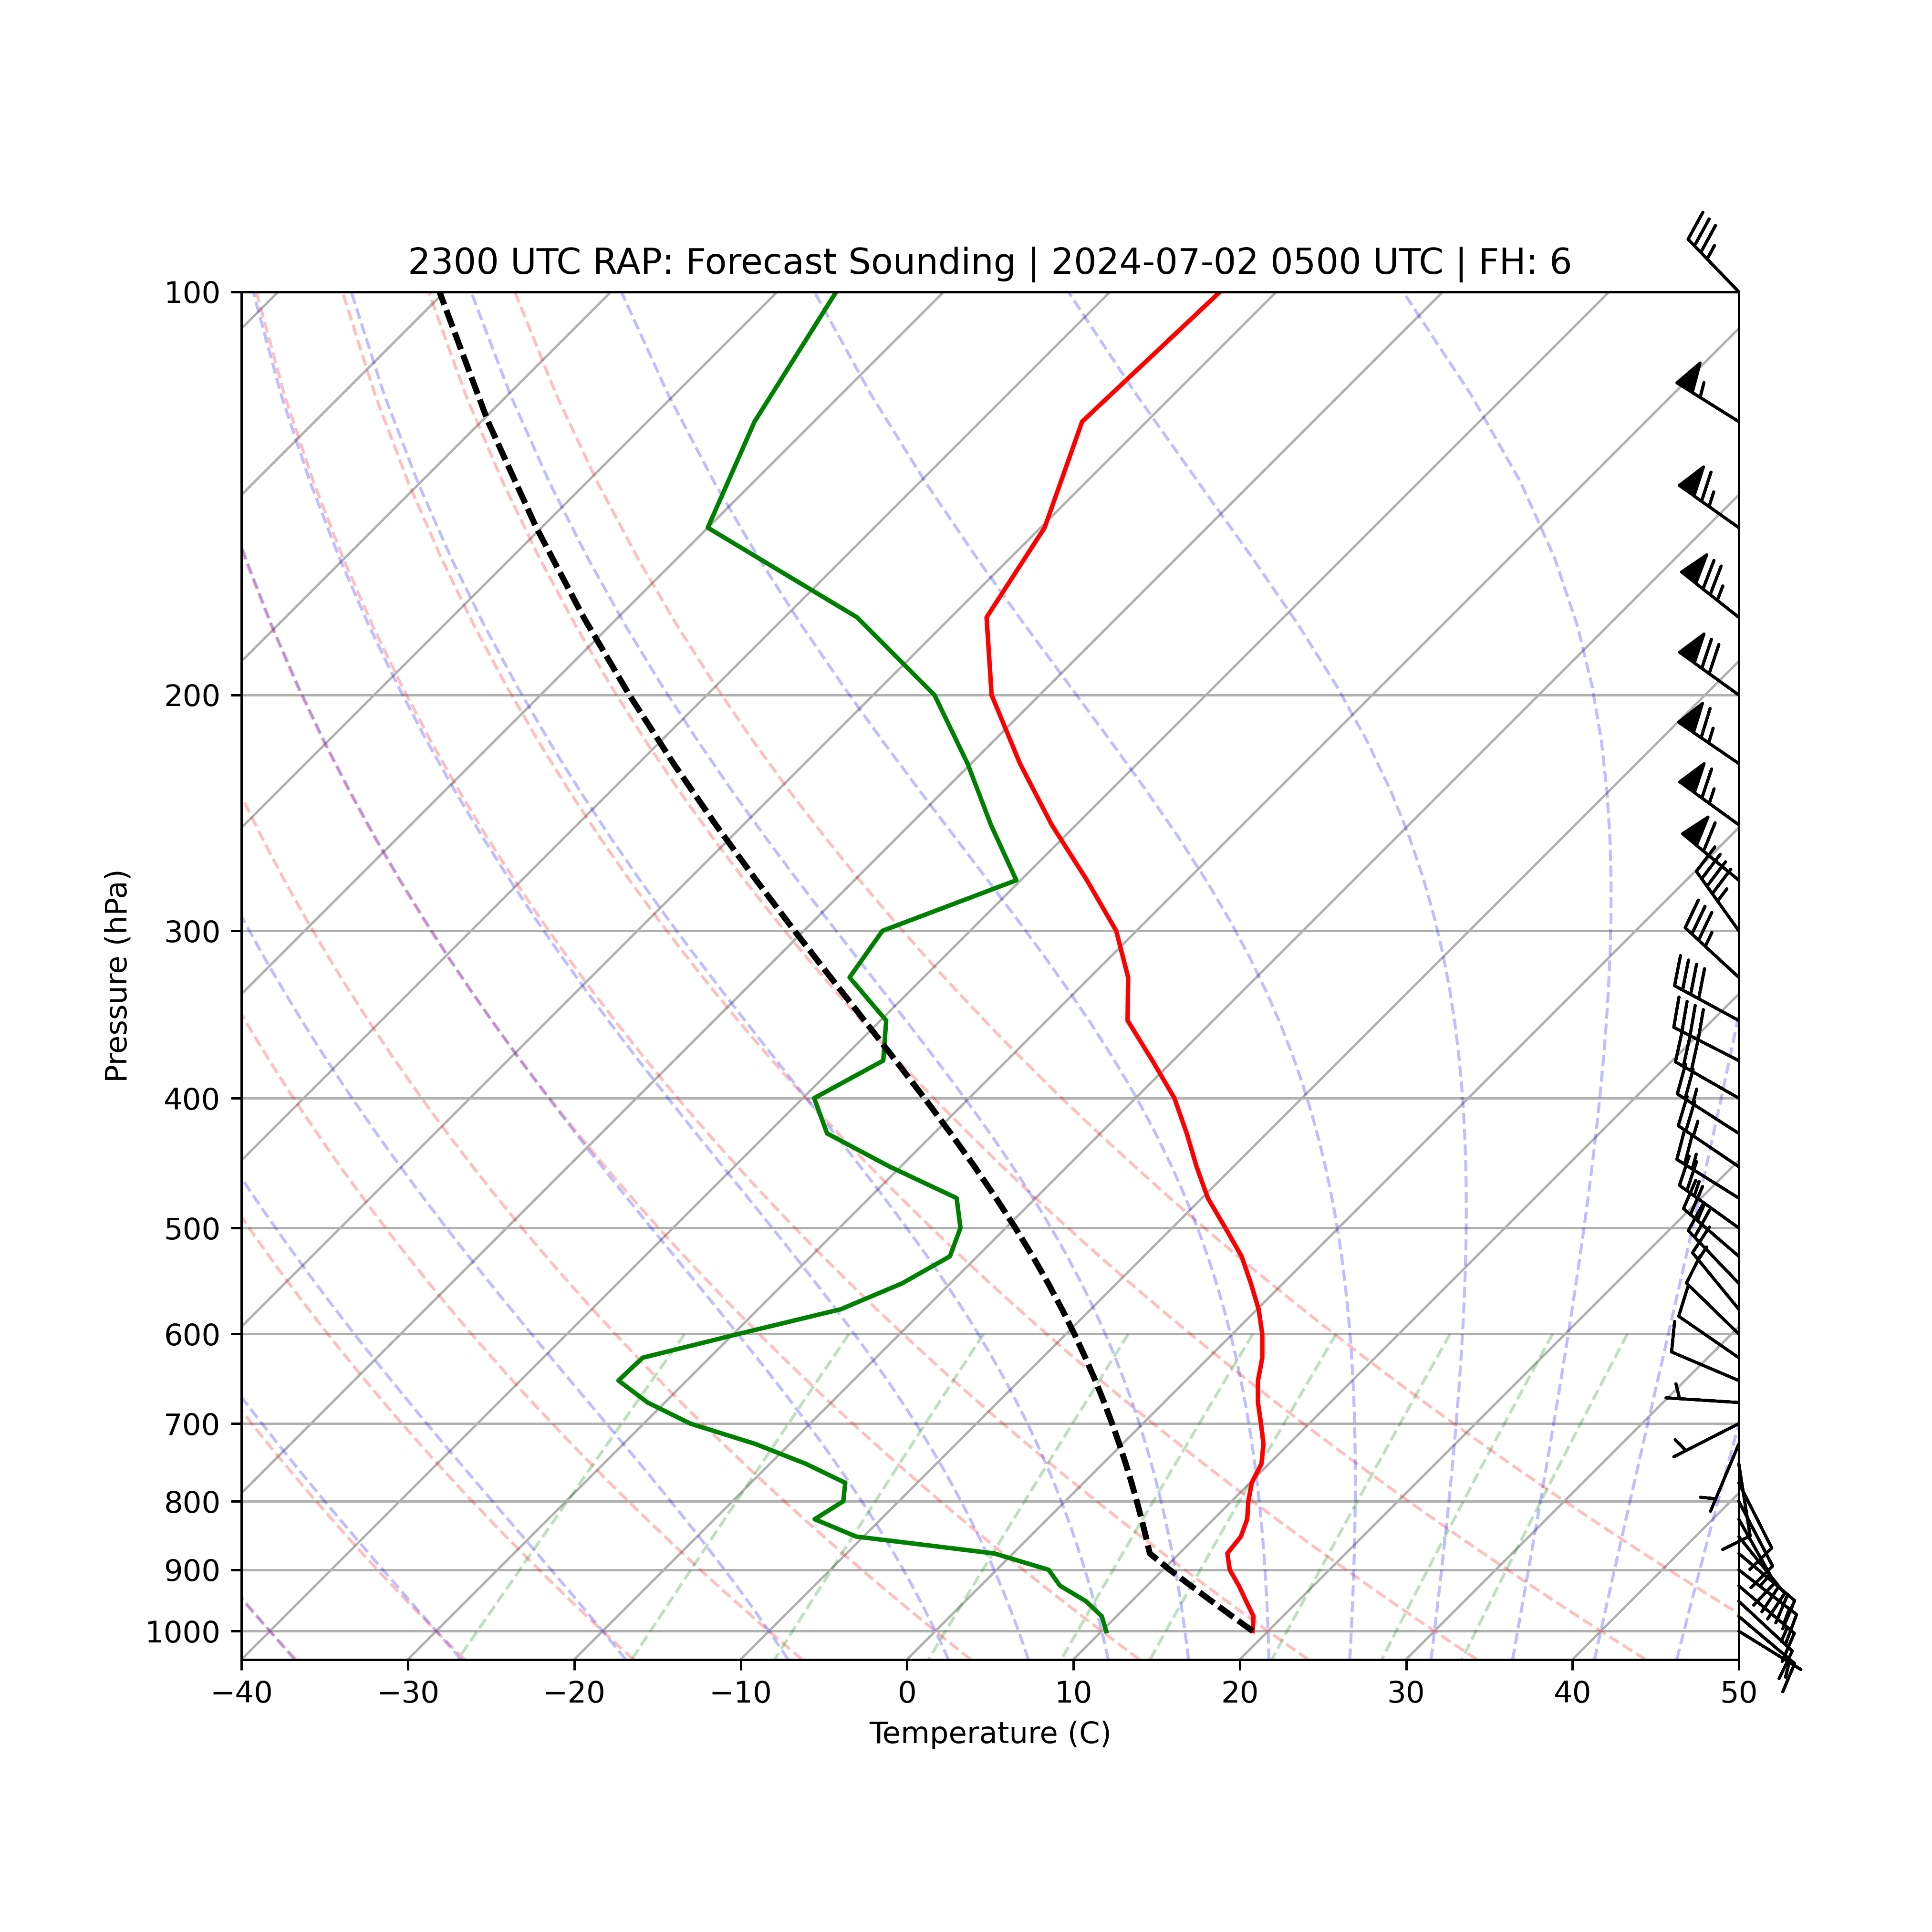 2300 UTC RAP: Forecast Sounding | 2024-07-02 0500 UTC | FH: 6
100
200
300
400
500
600
700
800
900
1000
Pressure (hPa)
−40 −30 −20 −10 0 10 20 30 40 50
Temperature (C)